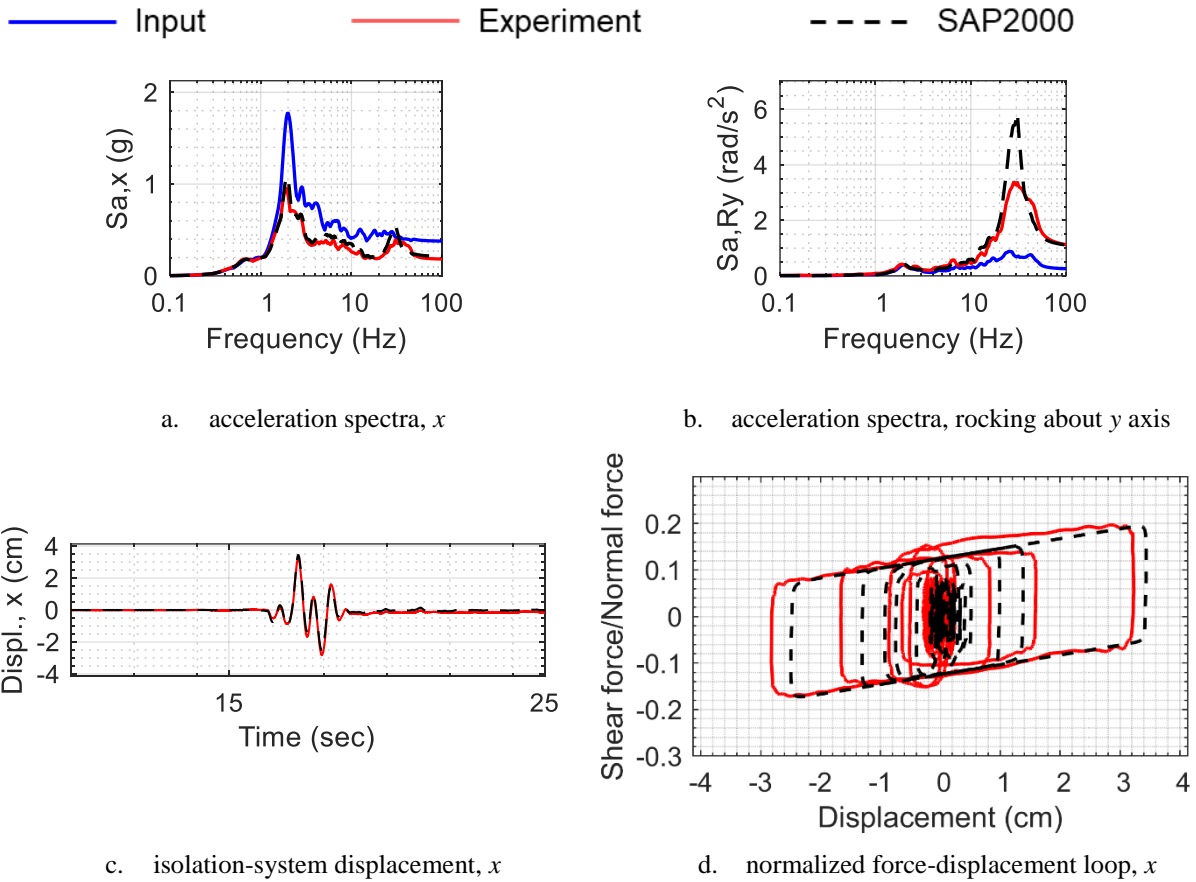 Input Experiment SAP2000
Sa,x (g)
2
1
0
0.1 1 10 100
Frequency (Hz)
a. acceleration spectra, x
Sa,Ry (rad/s²)
6
4
2
0
0.1 1 10 100
Frequency (Hz)
b. acceleration spectra, rocking about y axis
Displ., x (cm)
4
2
0
-2
-4
15 25
Time (sec)
c. isolation-system displacement, x
Shear force/Normal force
0.2
0.1
0
-0.1
-0.2
-0.3
-4 -3 -2 -1 0 1 2 3 4
Displacement (cm)
d. normalized force-displacement loop, x